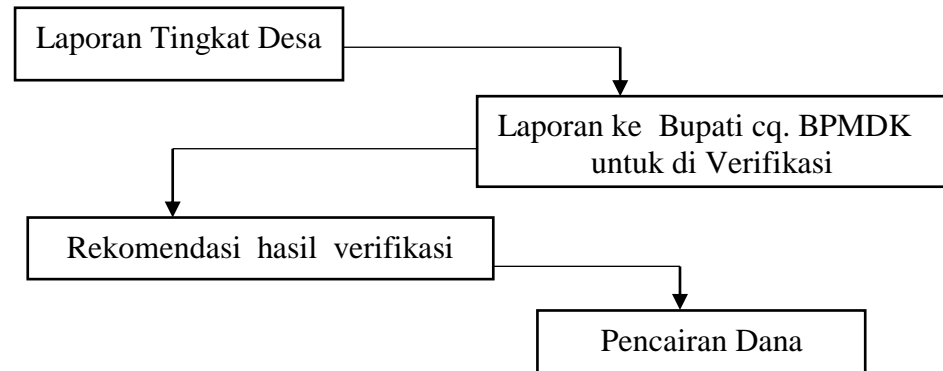 Laporan Tingkat Desa
Laporan ke Bupati cq. BPMDK
untuk di Verifikasi
Rekomendasi hasil verifikasi
Pencairan Dana